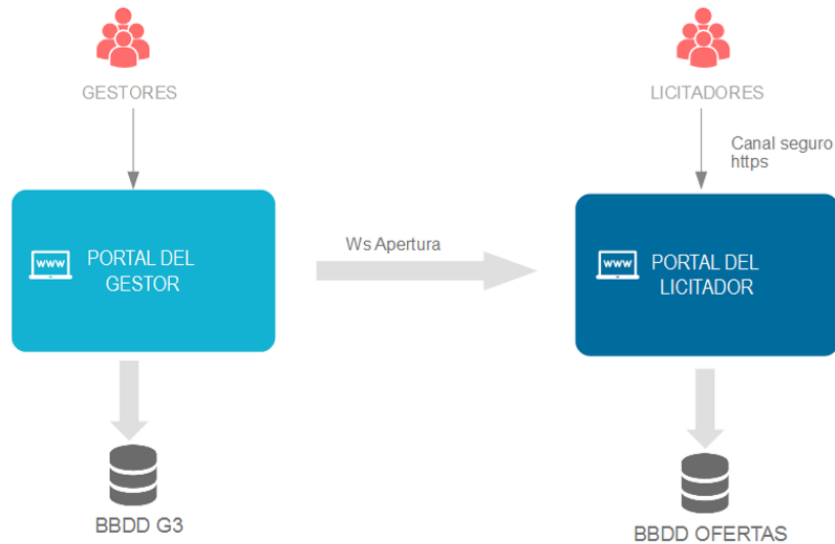 GESTORES
LICITADORES
Canal seguro
https
www
PORTAL DEL
GESTOR
Ws Apertura
www
PORTAL DEL
LICITADOR
BBDD G3
BBDD OFERTAS